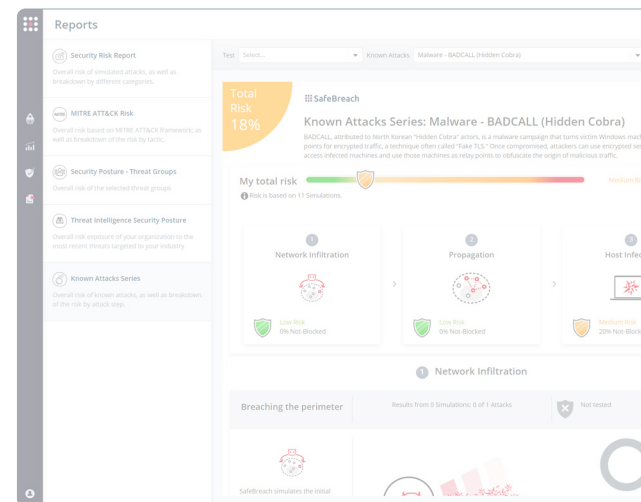 Reports
Security Risk Report
Overall risk of simulated attacks, as well as
breakdown by different categories.
MITRE ATT&CK Risk
Overall risk based on MITRE ATT&CK Framework; as
well as breakdown of the risk by tactic.
Security Posture - Threat Groups
Overall risk of the selected threat groups
Threat Intelligence Security Posture
Overall risk exposure of your organization to the
most recent threats targeted to your industry.
Known Attacks Series
Overall risk of known attacks, as well as breakdown
of the risk by attack step.
Test Select... Known Attacks Malware - BADCALL (Hidden Cobra)
Total
Risk
18%
SafeBreach
Known Attacks Series: Malware - BADCALL (Hidden Cobra)
BADCALL, attributed to North Korean "Hidden Cobra" actors, is a malware campaign that turns victim Windows mach
points for encrypted traffic, a technique often called "Fake TLS." Once compromised, attackers can use encrypted se
access infected machines and use those machines as relay points to obfuscate the origin of malicious traffic.
My total risk
Medium R
Risk is based on 11 Simulations.
1
Network Infiltration
Low Risk
0% Not-Blocked
2
Propagation
Low Risk
0% Not-Blocked
3
Host Infec
Medium Risk
20% Not-Block
1 Network Infiltration
Breaching the perimeter
Results from 0 Simulations: 0 of 1 Attacks
Not tested
SafeBreach simulates the initial